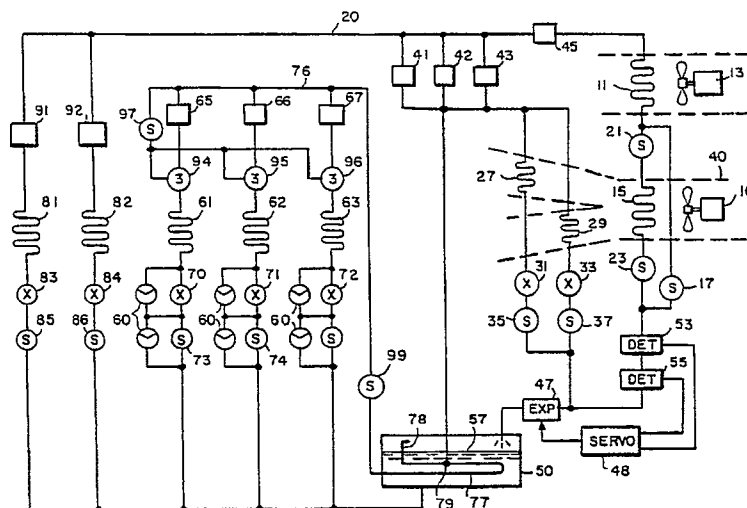 20
41
42
43
45
11
13
76
97
S
65
66
67
91
92
21
S
40
27
94
3
95
3
96
3
15
16
81
82
61
62
63
29
23
S
83
X
84
X
70
X
71
X
72
X
31
X
33
X
S
17
85
S
86
S
60
60
60
S
73
S
74
S
35
S
S
37
S
99
DET
53
DET
55
47
EXP
78
57
SERVO
48
50
79
77